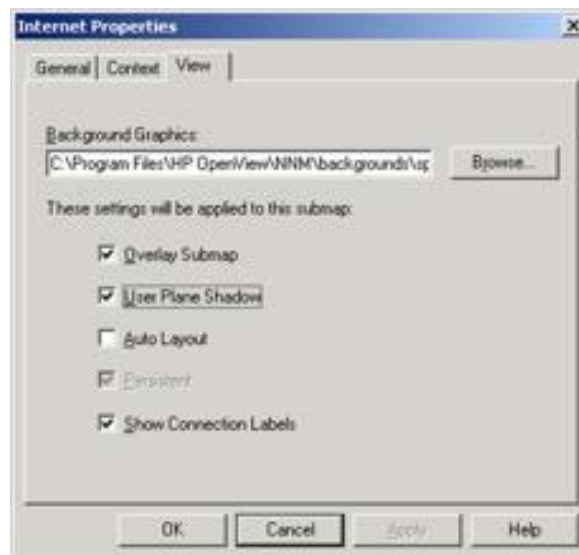 Internet Properties
General Context View
Background Graphics:
C:\Program Files\HP OpenView\NNM\backgrounds\sp
Browse...
These settings will be applied to this submap:
Overlay Submap
User Plane Shadow
Auto Layout
Persistent
Show Connection Labels
OK Cancel Apply Help